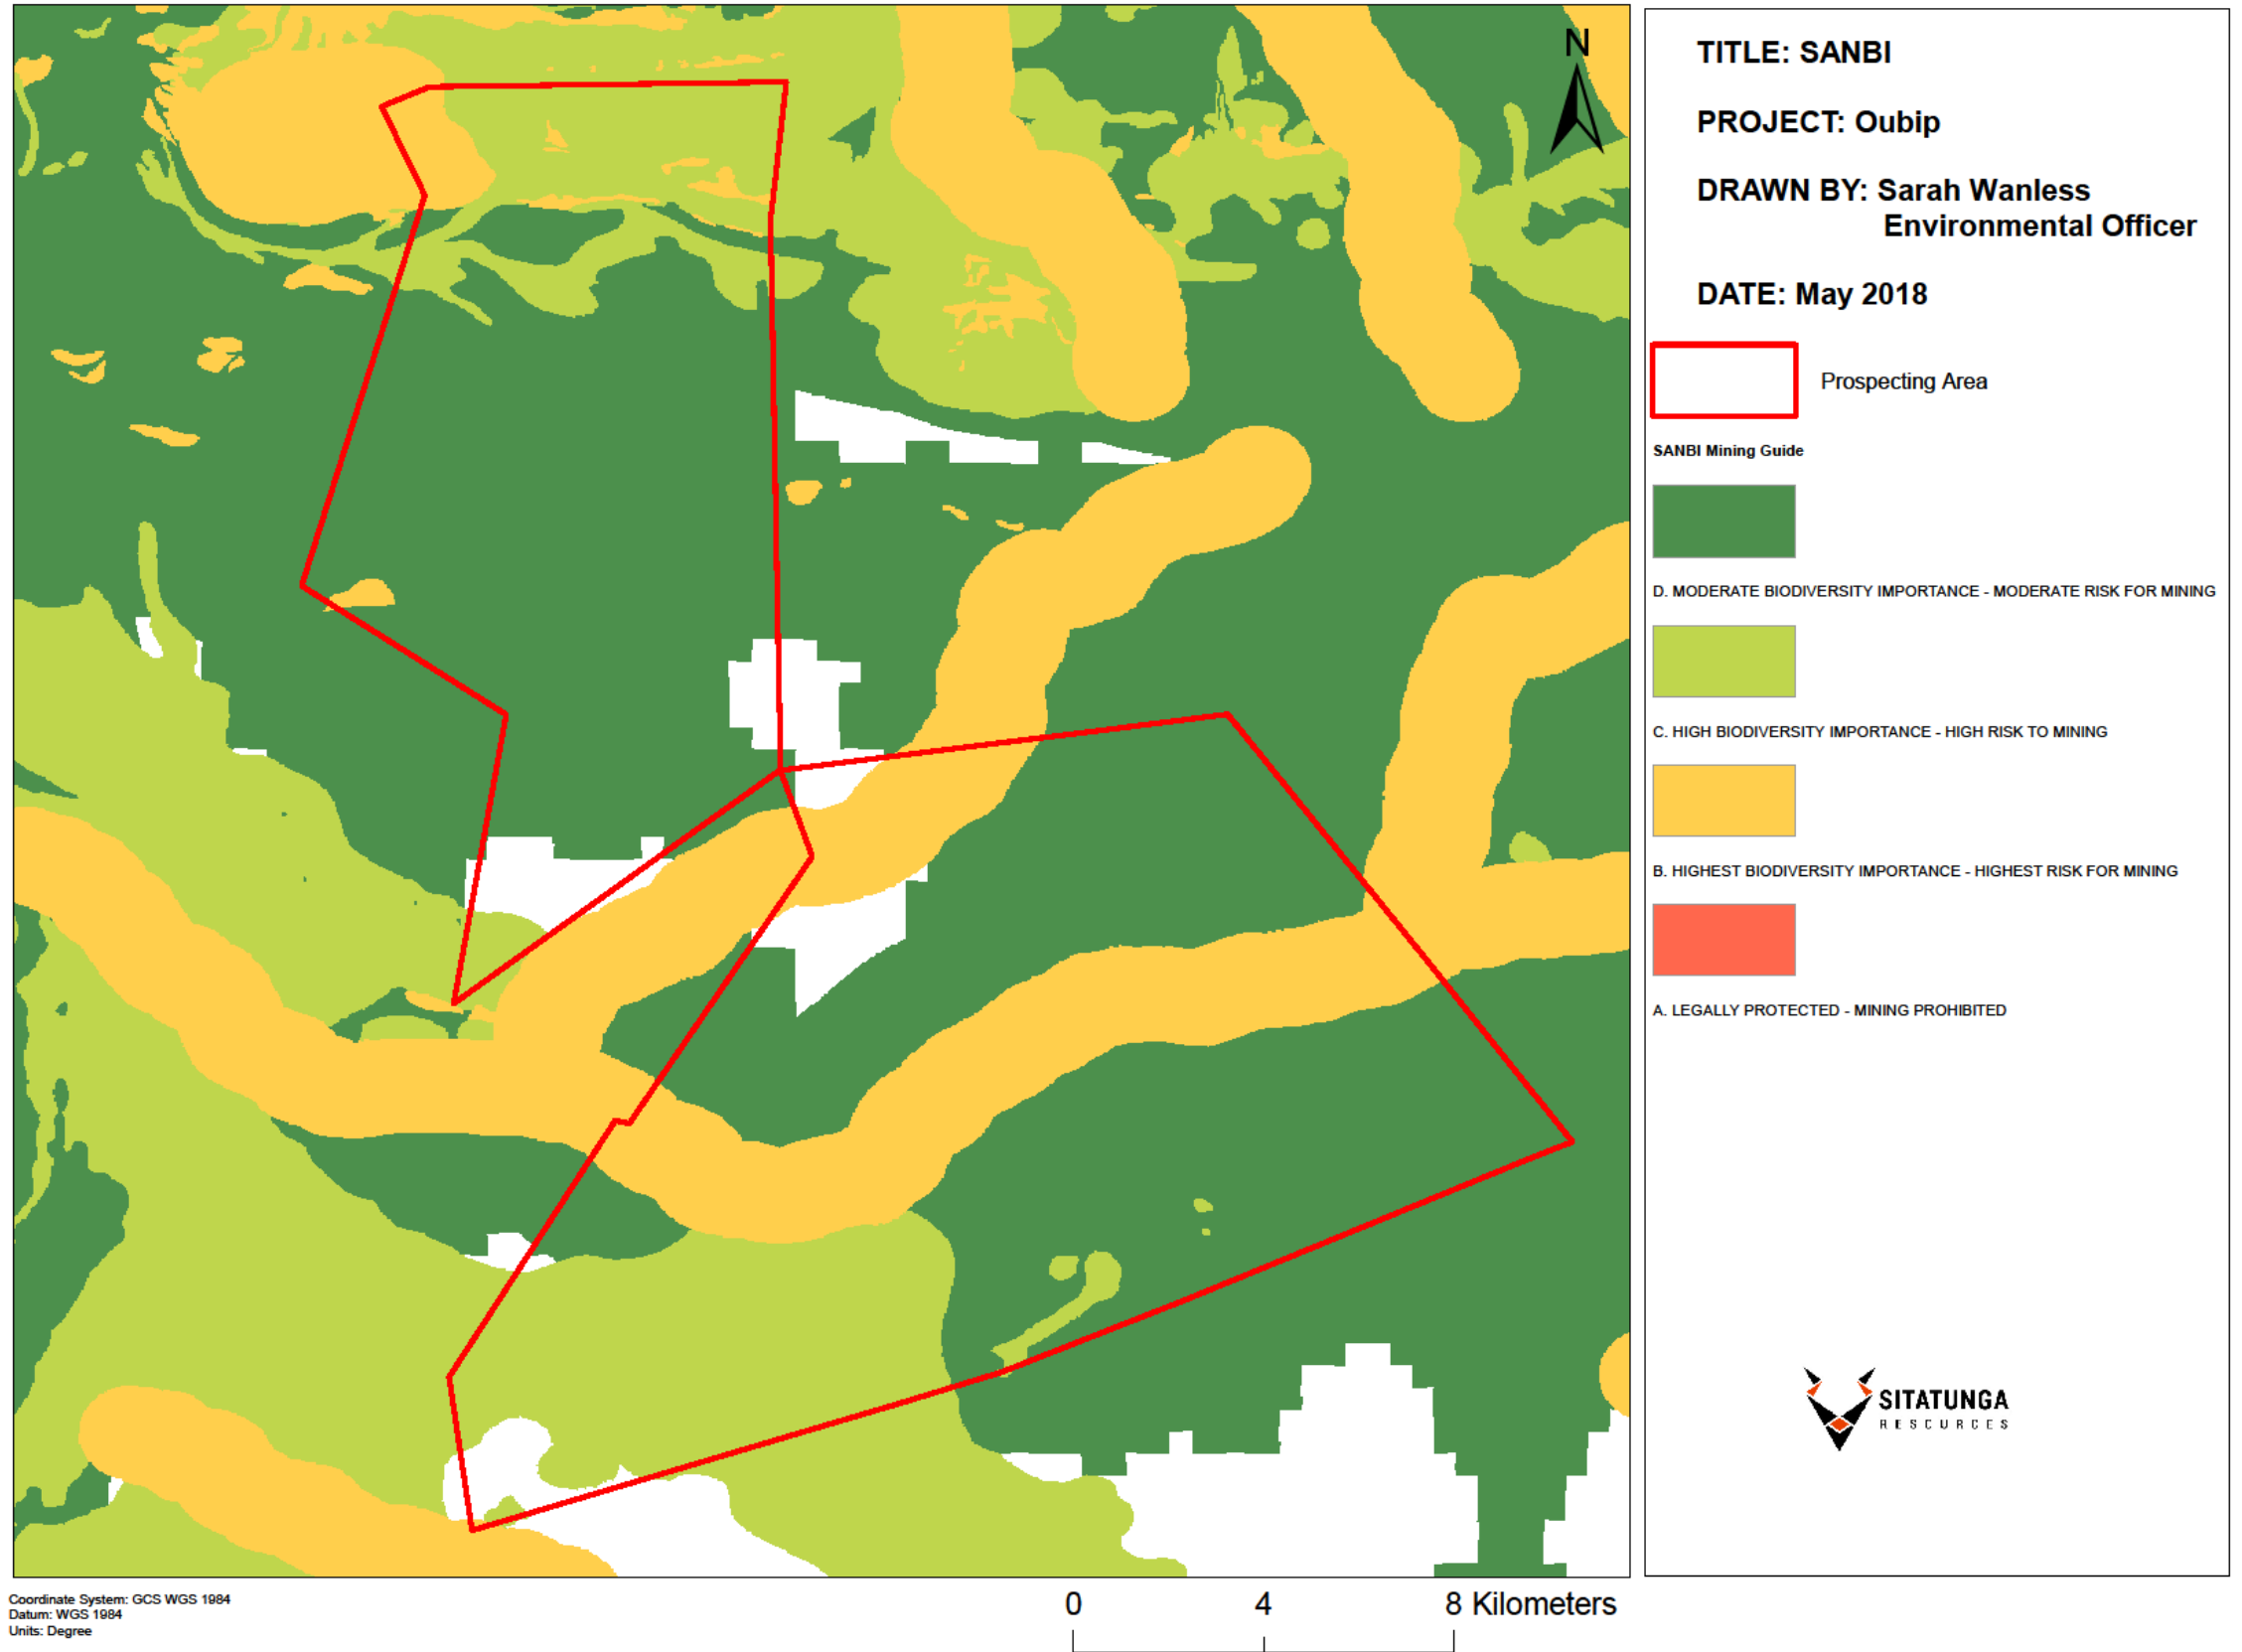 N
TITLE: SANBI
PROJECT: Oubip
DRAWN BY: Sarah Wanless
Environmental Officer
DATE: May 2018
Prospecting Area
SANBI Mining Guide
D. MODERATE BIODIVERSITY IMPORTANCE - MODERATE RISK FOR MINING
C. HIGH BIODIVERSITY IMPORTANCE - HIGH RISK TO MINING
B. HIGHEST BIODIVERSITY IMPORTANCE - HIGHEST RISK FOR MINING
A. LEGALLY PROTECTED - MINING PROHIBITED
SITATUNGA
RESOURCES
Coordinate System: GCS WGS 1984
Datum: WGS 1984
Units: Degree
0 4 8 Kilometers